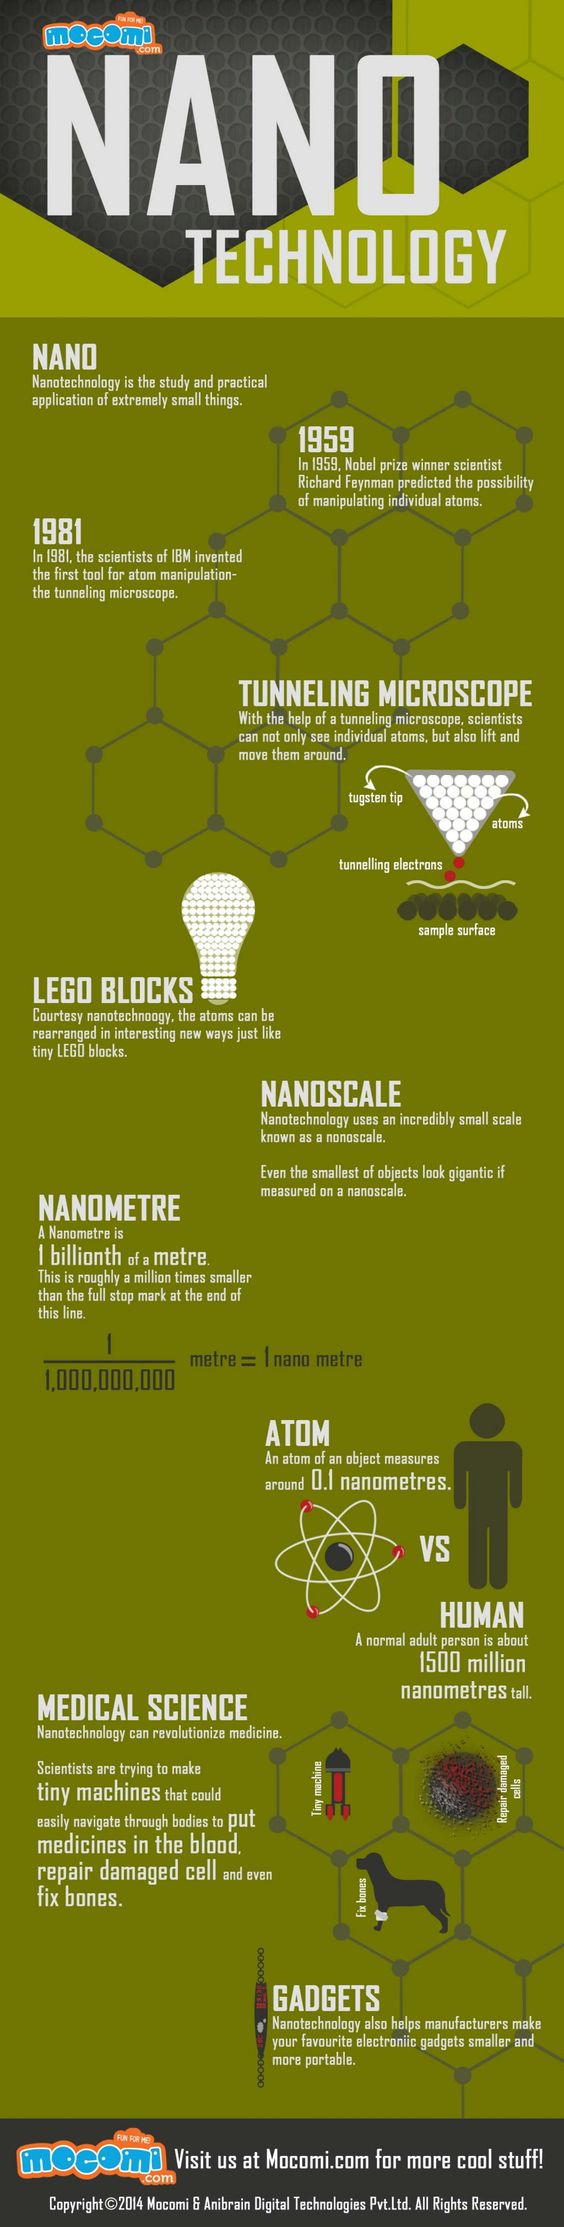 FUN FOR ME!
mocomi
.com
NANO
TECHNOLOGY
NANO
Nanotechnology is the study and practical
application of extremely small things.
1959
In 1959, Nobel prize winner scientist
Richard Feynman predicted the possibility
of manipulating individual atoms.
1981
In 1981, the scientists of IBM invented
the first tool for atom manipulation-
the tunneling microscope.
TUNNELING MICROSCOPE
With the help of a tunneling microscope, scientists
can not only see individual atoms, but also lift and
move them around.
tugsten tip
atoms
tunnelling electrons
sample surface
LEGO BLOCKS
Courtesy nanotechnoogy, the atoms can be
rearranged in interesting new ways just like
tiny LEGO blocks.
NANOSCALE
Nanotechnology uses an incredibly small scale
known as a nonoscale.
Even the smallest of objects look gigantic if
measured on a nanoscale.
NANOMETRE
A Nanometre is
1 billionth of a metre.
This is roughly a million times smaller
than the full stop mark at the end of
this line.
1
1,000,000,000
metre = 1 nano metre
ATOM
An atom of an object measures
around 0.1 nanometres.
VS
HUMAN
A normal adult person is about
1500 million
nanometres tall.
MEDICAL SCIENCE
Nanotechnology can revolutionize medicine.
Scientists are trying to make
tiny machines that could
easily navigate through bodies to put
medicines in the blood,
repair damaged cell and even
fix bones.
Tiny machine
Repair damaged
cells
Fix bones
GADGETS
Nanotechnology also helps manufacturers make
your favourite electroniic gadgets smaller and
more portable.
FUN FOR ME!
mocomi
.com
Visit us at Mocomi.com for more cool stuff!
Copyright©2014 Mocomi & Anibrain Digital Technologies Pvt.Ltd. All Rights Reserved.